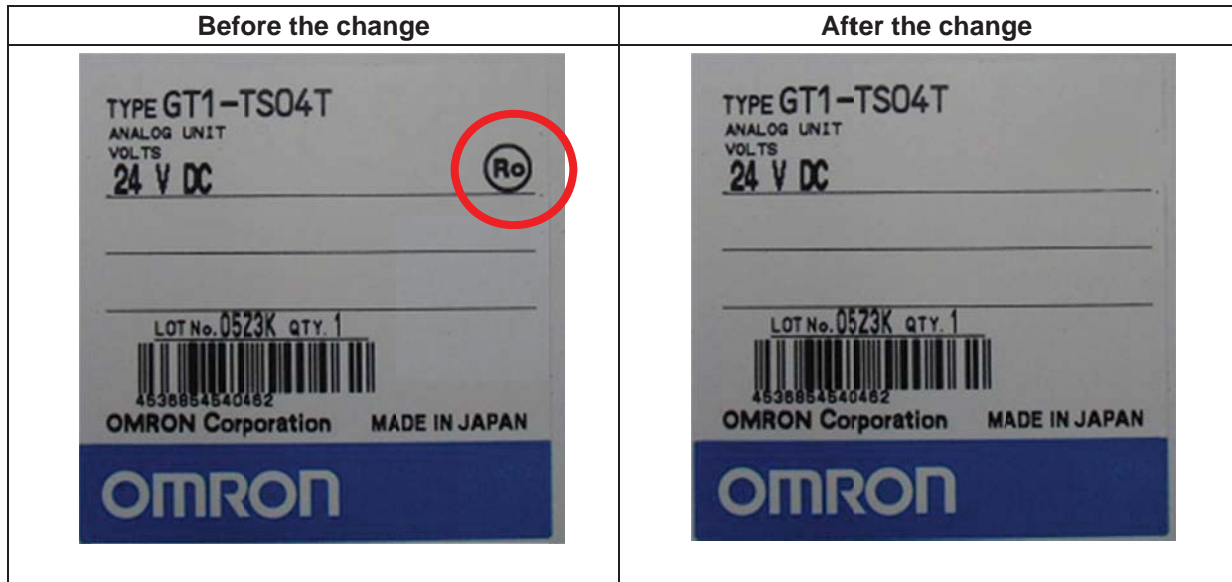 Before the change
After the change
TYPE GT1-TS04T
ANALOG UNIT
VOLTS
24 V DC
Ro
LOT No. 05Z3K QTY. 1
4536854540462
OMRON Corporation MADE IN JAPAN
OMRON
TYPE GT1-TS04T
ANALOG UNIT
VOLTS
24 V DC
LOT No. 05Z3K QTY. 1
4536854540462
OMRON Corporation MADE IN JAPAN
OMRON